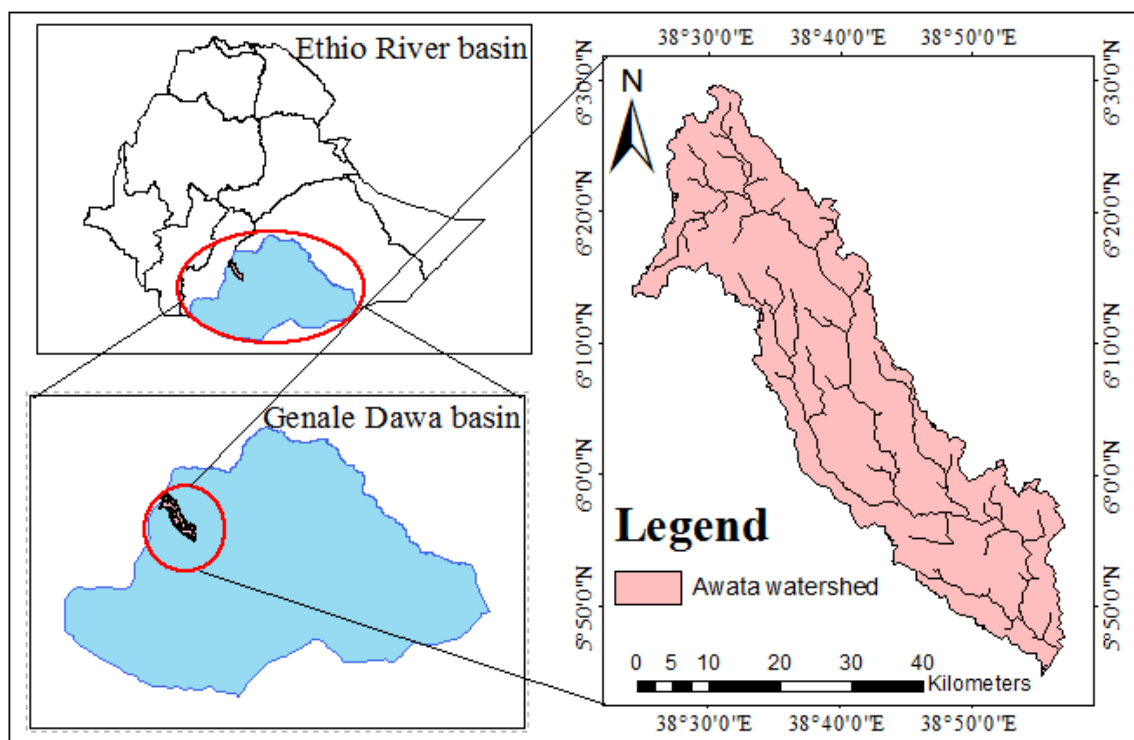 Ethio River basin
Genale Dawa basin
38°30'0"E 38°40'0"E 38°50'0"E
6°30'0"N 6°30'0"N
6°20'0"N 6°20'0"N
6°10'0"N 6°10'0"N
6°0'0"N 6°0'0"N
5°50'0"N 5°50'0"N
N
Legend
Awata watershed
0 5 10 20 30 40
Kilometers
38°30'0"E 38°40'0"E 38°50'0"E